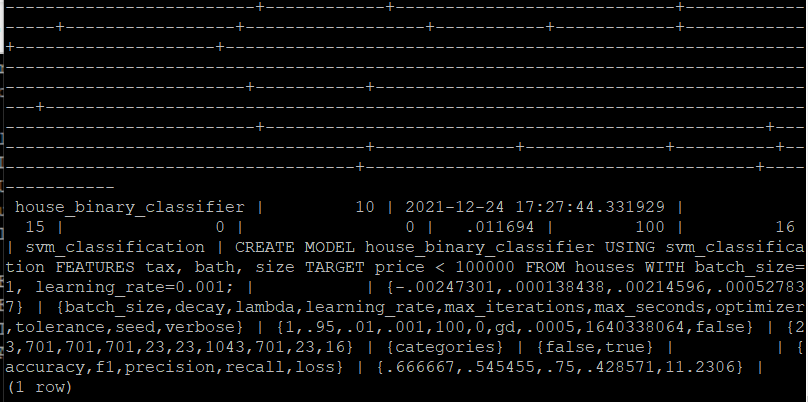 --------------------------+------------+----------------------------+------------
-----+-----------------+------------------+-----------+---------------+----------
+--------------------+-----------------------------------------------------------
---------------------------------------------------------------------------------
------------------------+-----------+--------------------------------------------
---+-----------------------------------------------------------------------------
-------------------------+--------------------------------------------------+---
------------------------------------+--------------+--------------+----------+--
-----------------------------------+---------------------------------------+----
-----------
house_binary_classifier |         10 | 2021-12-24 17:27:44.331929 |
  15 |               0 |                0 |   .011694 |        100 |         16
| svm_classification | CREATE MODEL house_binary_classifier USING svm_classifica
tion FEATURES tax, bath, size TARGET price < 100000 FROM houses WITH batch_size=
1, learning_rate=0.001; |           | {-.00247301,.000138438,.00214596,.00052783
7} | {batch_size,decay,lambda,learning_rate,max_iterations,max_seconds,optimizer
,tolerance,seed,verbose} | {1,.95,.01,.001,100,0,gd,.0005,1640338064,false} | {2
3,701,701,701,23,23,1043,701,23,16} | {categories} | {false,true} |          | {
accuracy,f1,precision,recall,loss} | {.666667,.545455,.75,.428571,11.2306} |
(1 row)